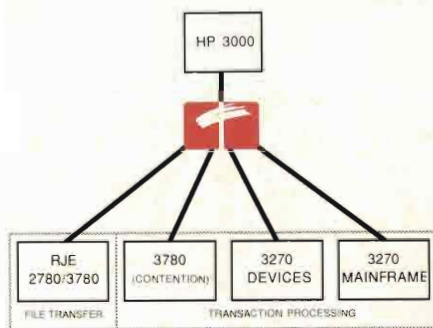 HP 3000
RJE
2780/3780
3780
(CONTENTION)
3270
DEVICES
3270
MAINFRAME
FILE TRANSFER
TRANSACTION PROCESSING